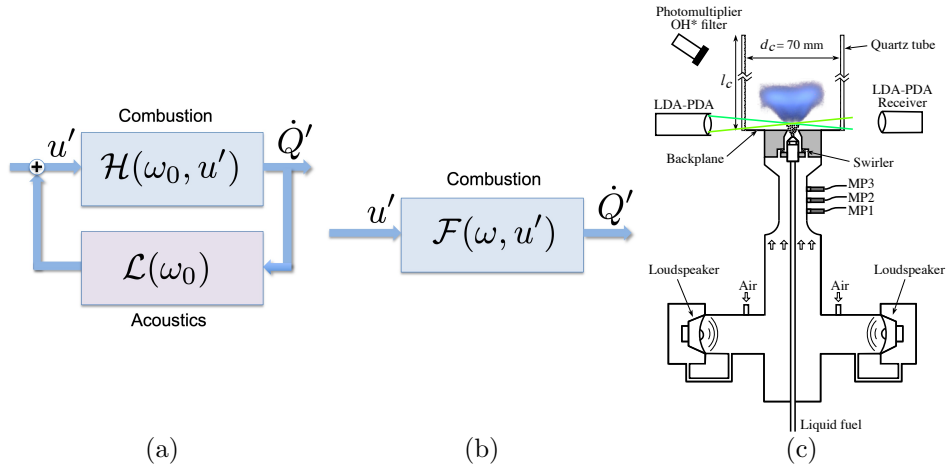 Combustion
u′
Q̇′
+
H(ω₀, u′)
L(ω₀)
Acoustics
(a)
Combustion
u′
Q̇′
F(ω, u′)
(b)
Photomultiplier
OH* filter
d_c = 70 mm
Quartz tube
l_c
LDA-PDA
LDA-PDA
Receiver
Backplane
Swirler
MP3
MP2
MP1
Loudspeaker
Air
Air
Loudspeaker
Liquid fuel
(c)